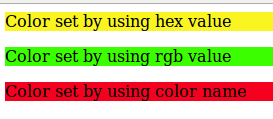 Color set by using hex value
Color set by using rgb value
Color set by using color name